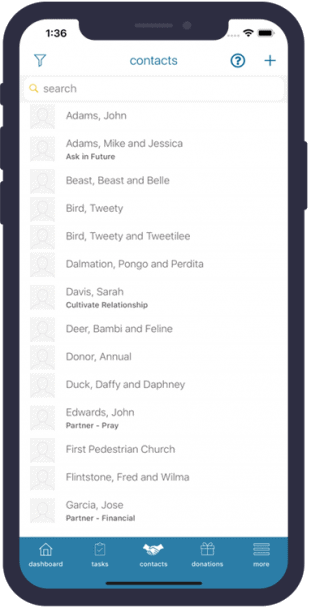 1:36
contacts
search
Adams, John
Adams, Mike and Jessica
Ask in Future
Beast, Beast and Belle
Bird, Tweety
Bird, Tweety and Tweetilee
Dalmation, Pongo and Perdita
Davis, Sarah
Cultivate Relationship
Deer, Bambi and Feline
Donor, Annual
Duck, Daffy and Daphney
Edwards, John
Partner - Pray
First Pedestrian Church
Flintstone, Fred and Wilma
Garcia, Jose
Partner - Financial
dashboard tasks contacts donations more